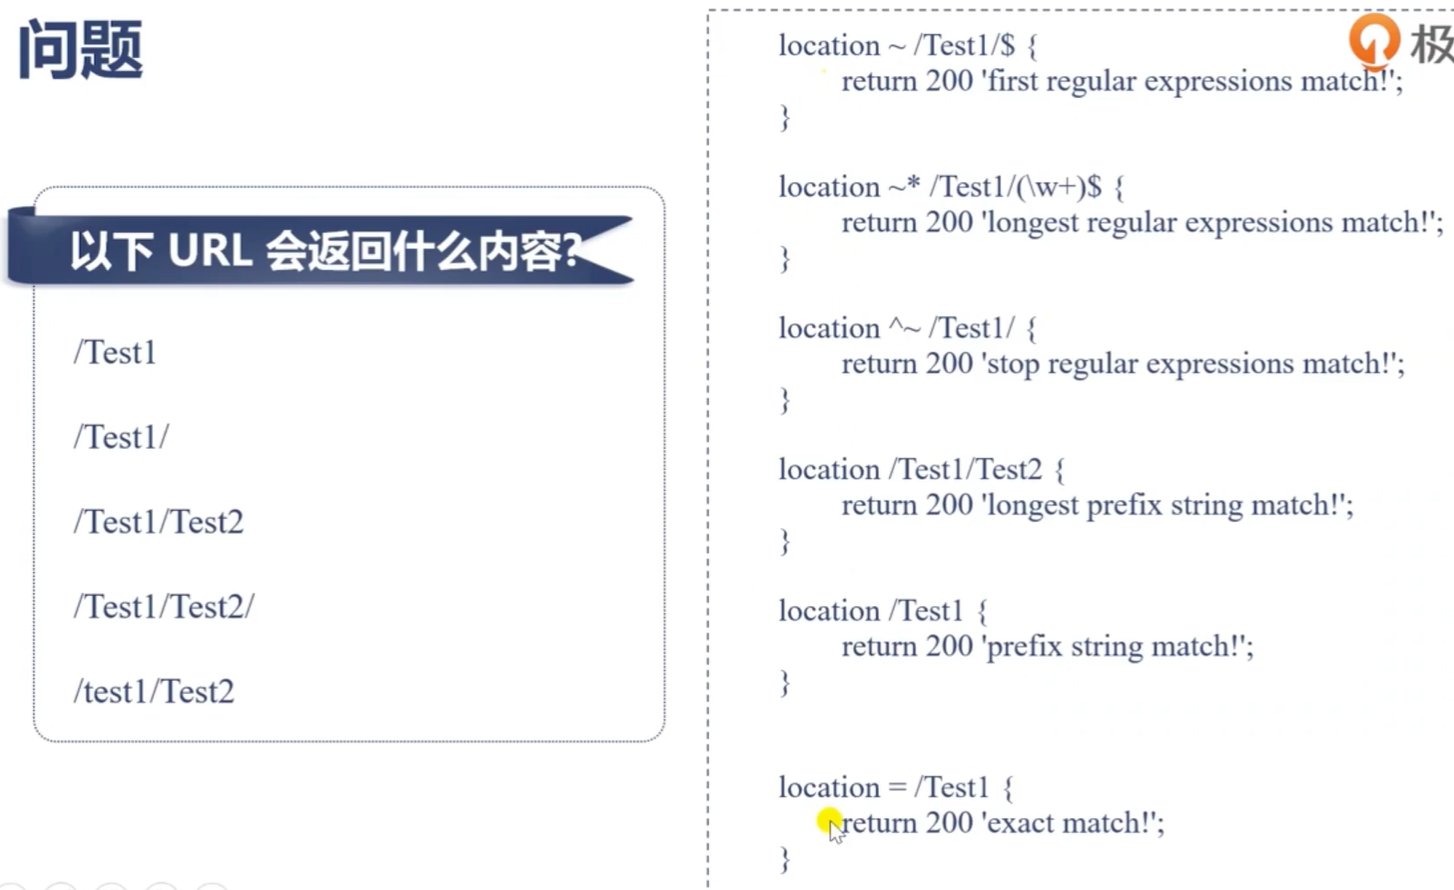 问题
以下 URL 会返回什么内容?
/Test1
/Test1/
/Test1/Test2
/Test1/Test2/
/test1/Test2
极
location ~ /Test1/$ {
return 200 'first regular expressions match!';
}
location ~* /Test1/(\w+)$ {
return 200 'longest regular expressions match!';
}
location ^~ /Test1/ {
return 200 'stop regular expressions match!';
}
location /Test1/Test2 {
return 200 'longest prefix string match!';
}
location /Test1 {
return 200 'prefix string match!';
}
location = /Test1 {
return 200 'exact match!';
}